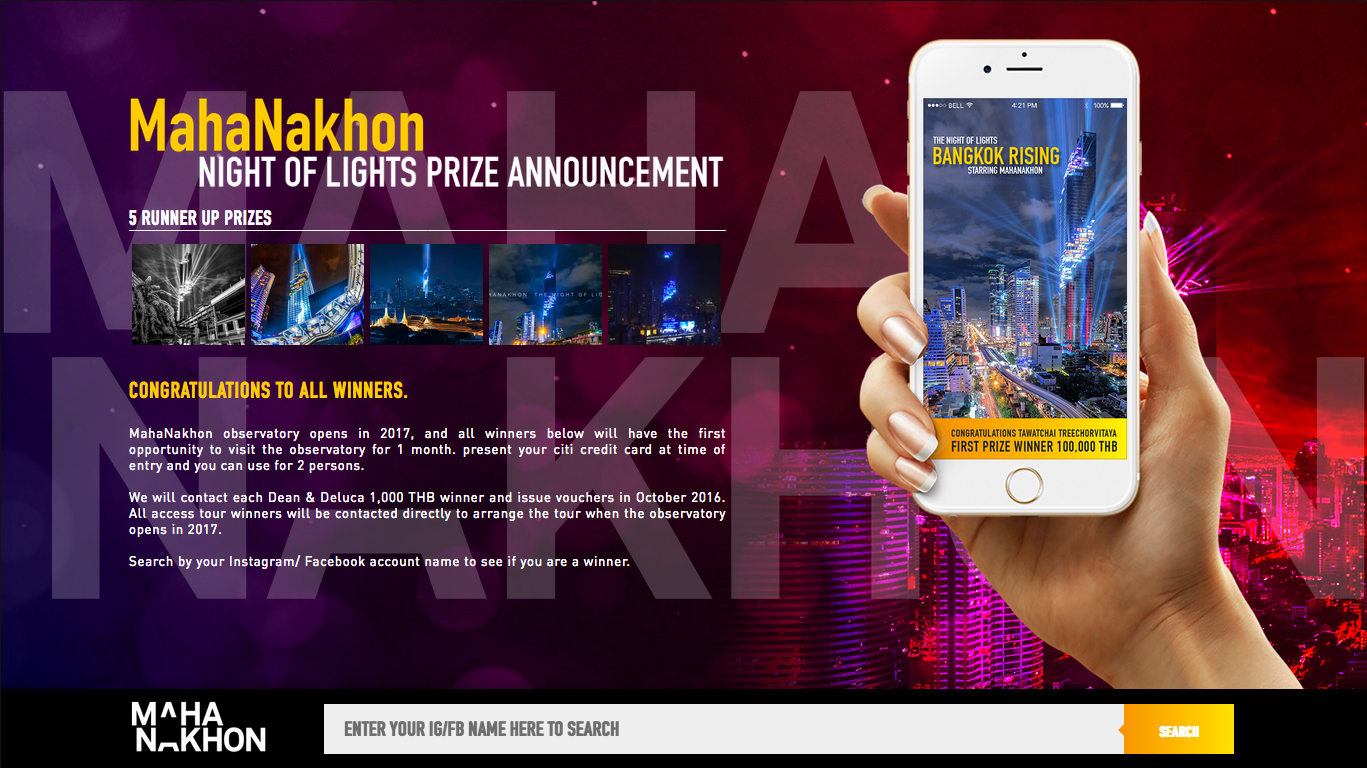 MAHA
NAKHON
MahaNakhon
NIGHT OF LIGHTS PRIZE ANNOUNCEMENT
5 RUNNER UP PRIZES
ANAKHON THE NIGHT OF LIG
CONGRATULATIONS TO ALL WINNERS.
MahaNakhon observatory opens in 2017, and all winners below will have the first
opportunity to visit the observatory for 1 month. present your citi credit card at time of
entry and you can use for 2 persons.
We will contact each Dean & Deluca 1,000 THB winner and issue vouchers in October 2016.
All access tour winners will be contacted directly to arrange the tour when the observatory
opens in 2017.
Search by your Instagram/ Facebook account name to see if you are a winner.
BELL 4:21 PM 100%
THE NIGHT OF LIGHTS
BANGKOK RISING
STARRING MAHANAKHON
CONGRATULATIONS TAWATCHAI TREECHORVITAYA
FIRST PRIZE WINNER 100,000 THB
MAHA
NAKHON
ENTER YOUR IG/FB NAME HERE TO SEARCH
SEARCH